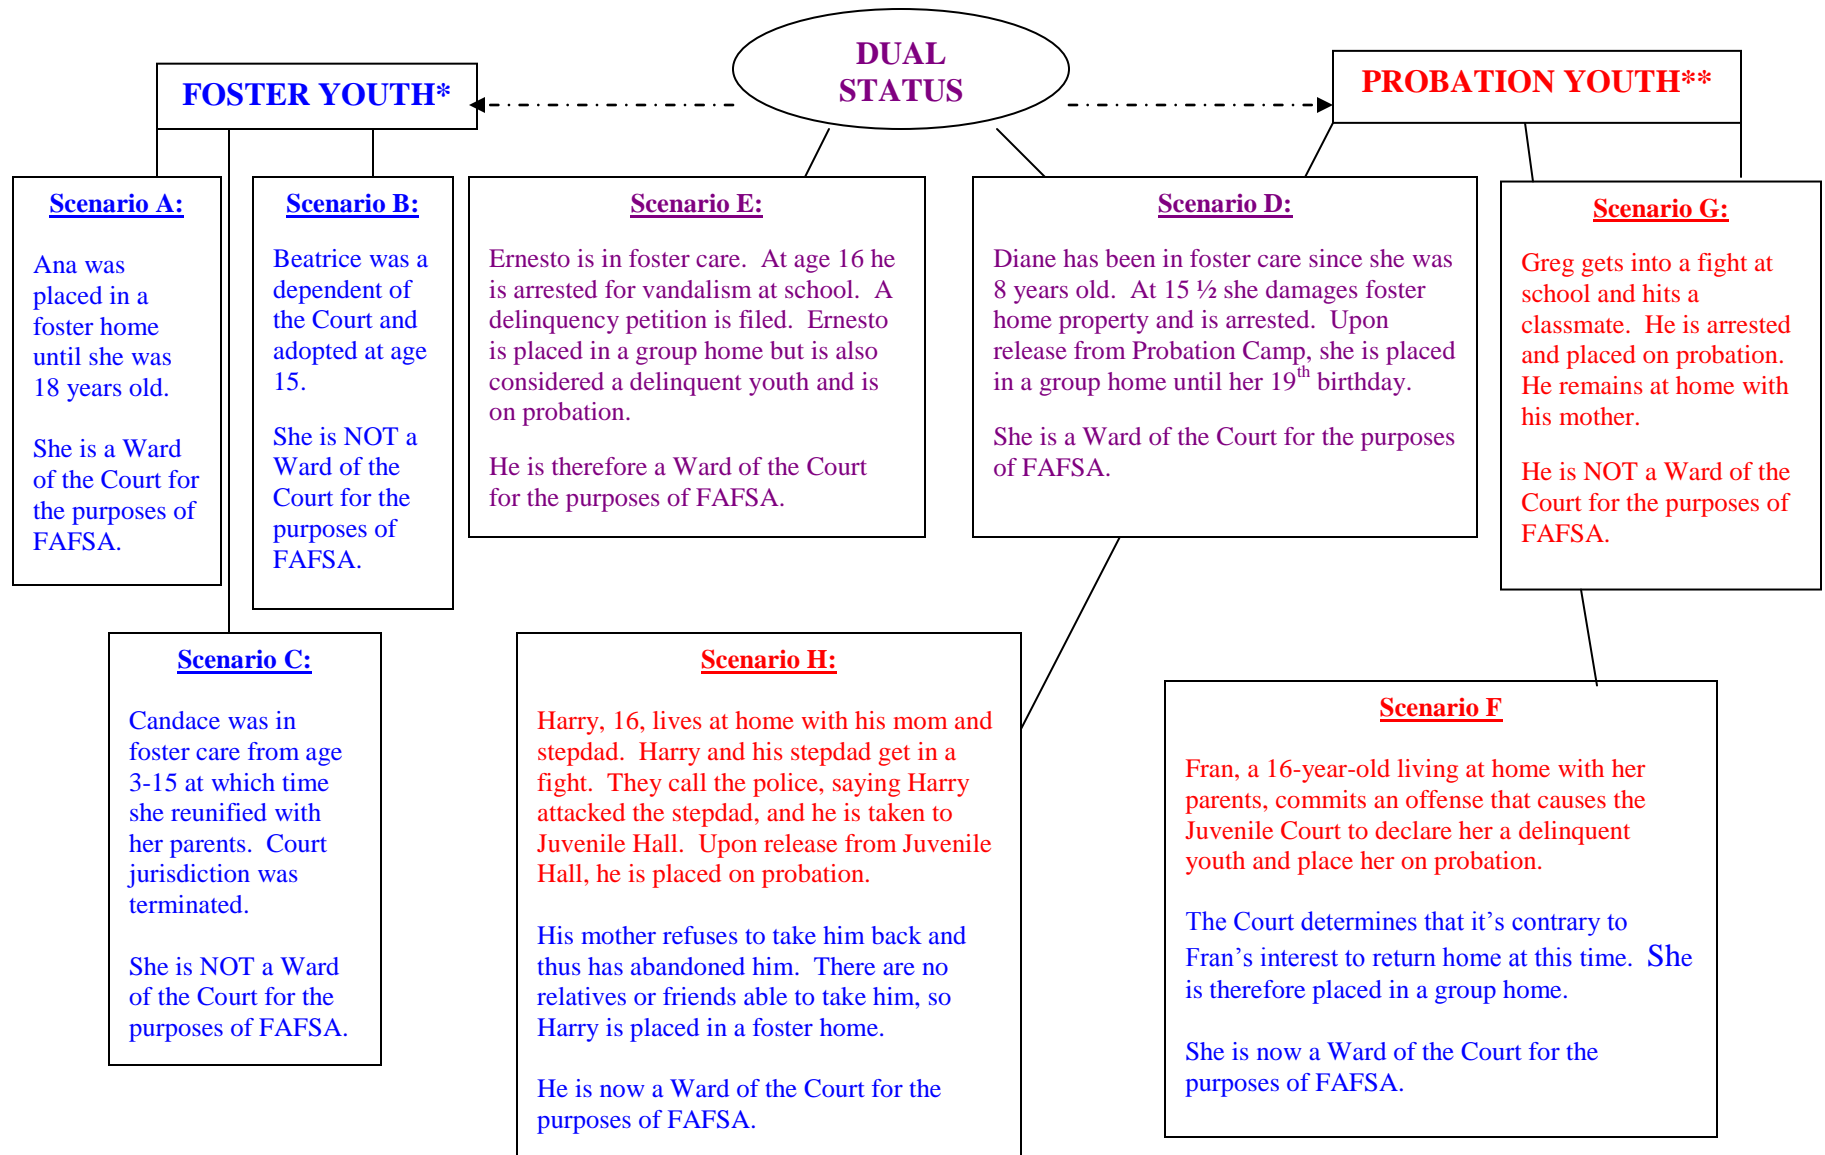 DUAL
STATUS
FOSTER YOUTH*
PROBATION YOUTH**
Scenario A:
Ana was
placed in a
foster home
until she was
18 years old.
She is a Ward
of the Court for
the purposes of
FAFSA.
Scenario B:
Beatrice was a
dependent of
the Court and
adopted at age
15.
She is NOT a
Ward of the
Court for the
purposes of
FAFSA.
Scenario E:
Ernesto is in foster care.  At age 16 he
is arrested for vandalism at school.  A
delinquency petition is filed.  Ernesto
is placed in a group home but is also
considered a delinquent youth and is
on probation.
He is therefore a Ward of the Court
for the purposes of FAFSA.
Scenario D:
Diane has been in foster care since she was
8 years old.  At 15 ½ she damages foster
home property and is arrested.  Upon
release from Probation Camp, she is placed
in a group home until her 19th birthday.
She is a Ward of the Court for the purposes
of FAFSA.
Scenario G:
Greg gets into a fight at
school and hits a
classmate.  He is arrested
and placed on probation.
He remains at home with
his mother.
He is NOT a Ward of the
Court for the purposes of
FAFSA.
Scenario C:
Candace was in
foster care from age
3-15 at which time
she reunified with
her parents.  Court
jurisdiction was
terminated.
She is NOT a Ward
of the Court for the
purposes of FAFSA.
Scenario H:
Harry, 16, lives at home with his mom and
stepdad.  Harry and his stepdad get in a
fight.  They call the police, saying Harry
attacked the stepdad, and he is taken to
Juvenile Hall.  Upon release from Juvenile
Hall, he is placed on probation.
His mother refuses to take him back and
thus has abandoned him.  There are no
relatives or friends able to take him, so
Harry is placed in a foster home.
He is now a Ward of the Court for the
purposes of FAFSA.
Scenario F
Fran, a 16-year-old living at home with her
parents, commits an offense that causes the
Juvenile Court to declare her a delinquent
youth and place her on probation.
The Court determines that it's contrary to
Fran's interest to return home at this time.  She
is therefore placed in a group home.
She is now a Ward of the Court for the
purposes of FAFSA.